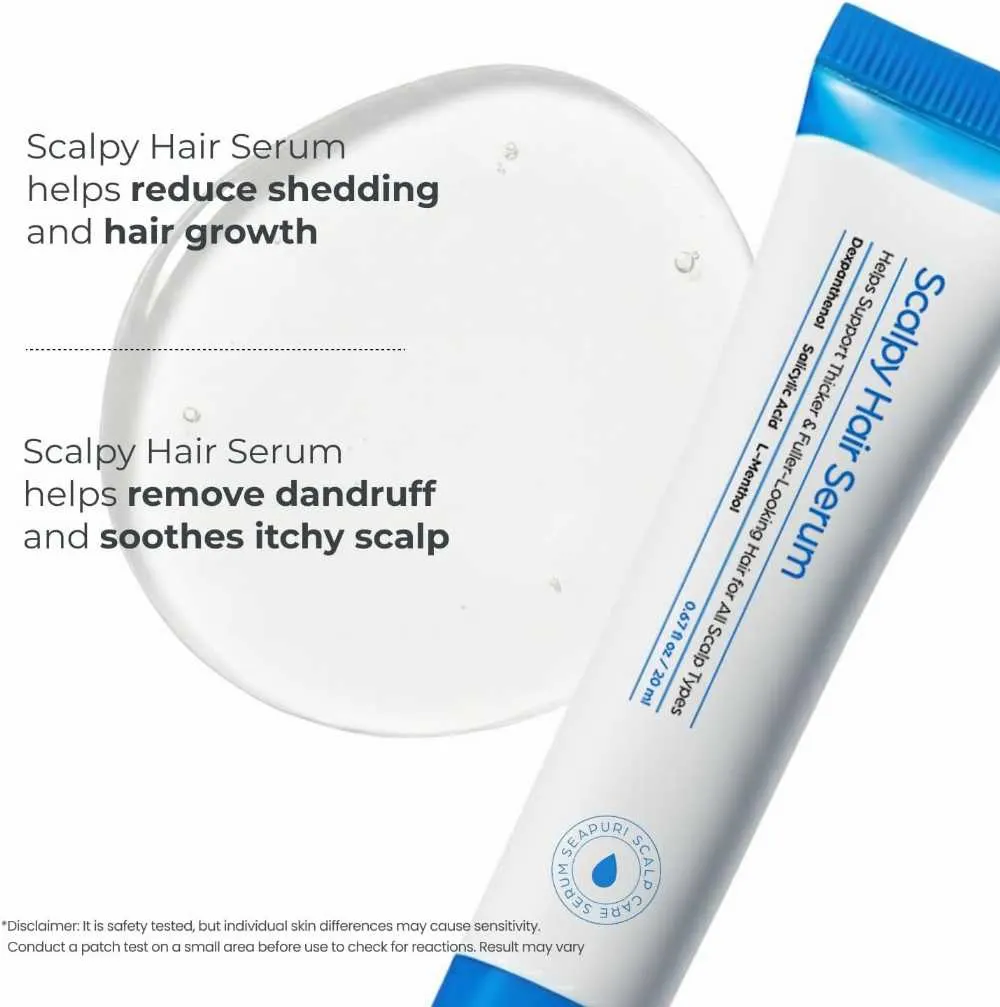 Scalpy Hair Serum
helps reduce shedding
and hair growth
Scalpy Hair Serum
helps remove dandruff
and soothes itchy scalp
Scalpy Hair Serum
Helps Support Thicker & Fuller-Looking Hair for All Scalp Types
Dexpanthenol Salicylic Acid L-Menthol
0.67 fl oz / 20 ml
SEAPURI SCALP CARE SERUM
*Disclaimer: It is safety tested, but individual skin differences may cause sensitivity.
Conduct a patch test on a small area before use to check for reactions. Result may vary